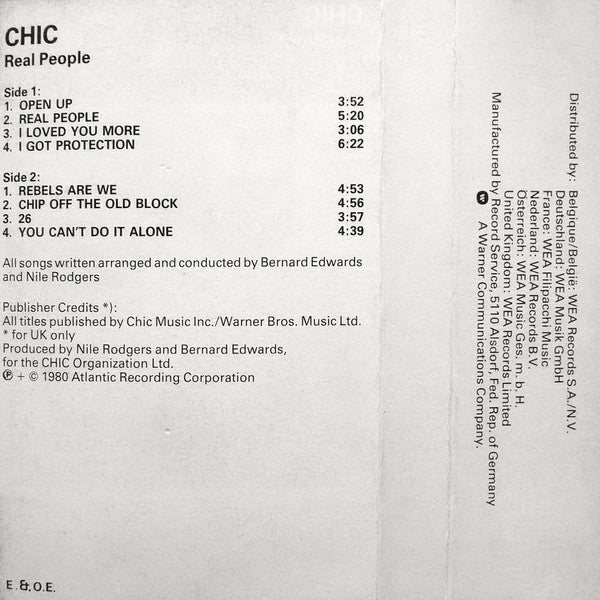 CHIC
Real People
Side 1:
1. OPEN UP 3:52
2. REAL PEOPLE 5:20
3. I LOVED YOU MORE 3:06
4. I GOT PROTECTION 6:22
Side 2:
1. REBELS ARE WE 4:53
2. CHIP OFF THE OLD BLOCK 4:56
3. 26 3:57
4. YOU CAN'T DO IT ALONE 4:39
All songs written arranged and conducted by Bernard Edwards
and Nile Rodgers
Publisher Credits *):
All titles published by Chic Music Inc./Warner Bros. Music Ltd.
* for UK only
Produced by Nile Rodgers and Bernard Edwards,
for the CHIC Organization Ltd.
℗ + © 1980 Atlantic Recording Corporation
E. &. O.E.
Distributed by: Belgique/België: WEA Records S.A./N.V.
Deutschland: WEA Musik GmbH
France: WEA Filipacchi Music
Nederland: WEA Records B.V.
Österreich: WEA Music Ges. m. b. H.
United Kingdom: WEA Records Limited
Manufactured by Record Service, 5110 Alsdorf, Fed. Rep. of Germany
A Warner Communications Company.